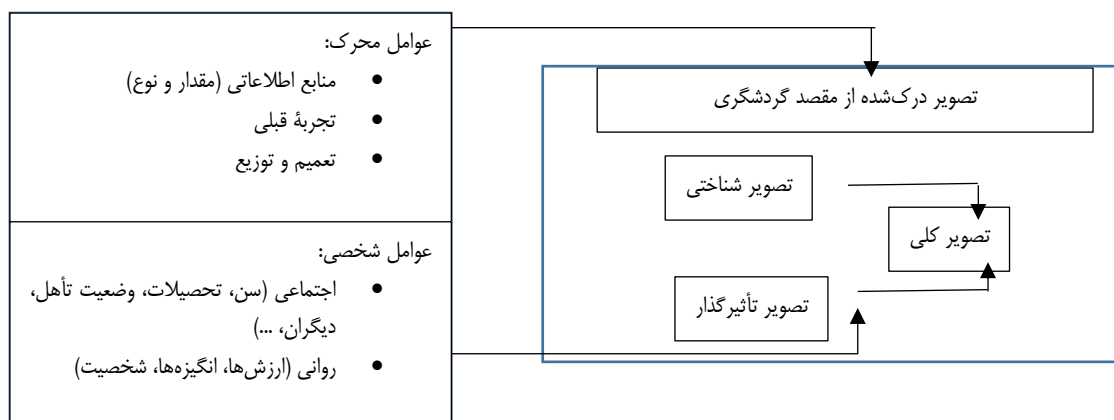 عوامل محرک:
● منابع اطلاعاتی (مقدار و نوع)
● تجربهٔ قبلی
● تعمیم و توزیع
عوامل شخصی:
● اجتماعی (سن، تحصیلات، وضعیت تأهل،
دیگران، ...)
● روانی (ارزش‌ها، انگیزه‌ها، شخصیت)
تصویر درک‌شده از مقصد گردشگری
تصویر شناختی
تصویر کلی
تصویر تأثیرگذار